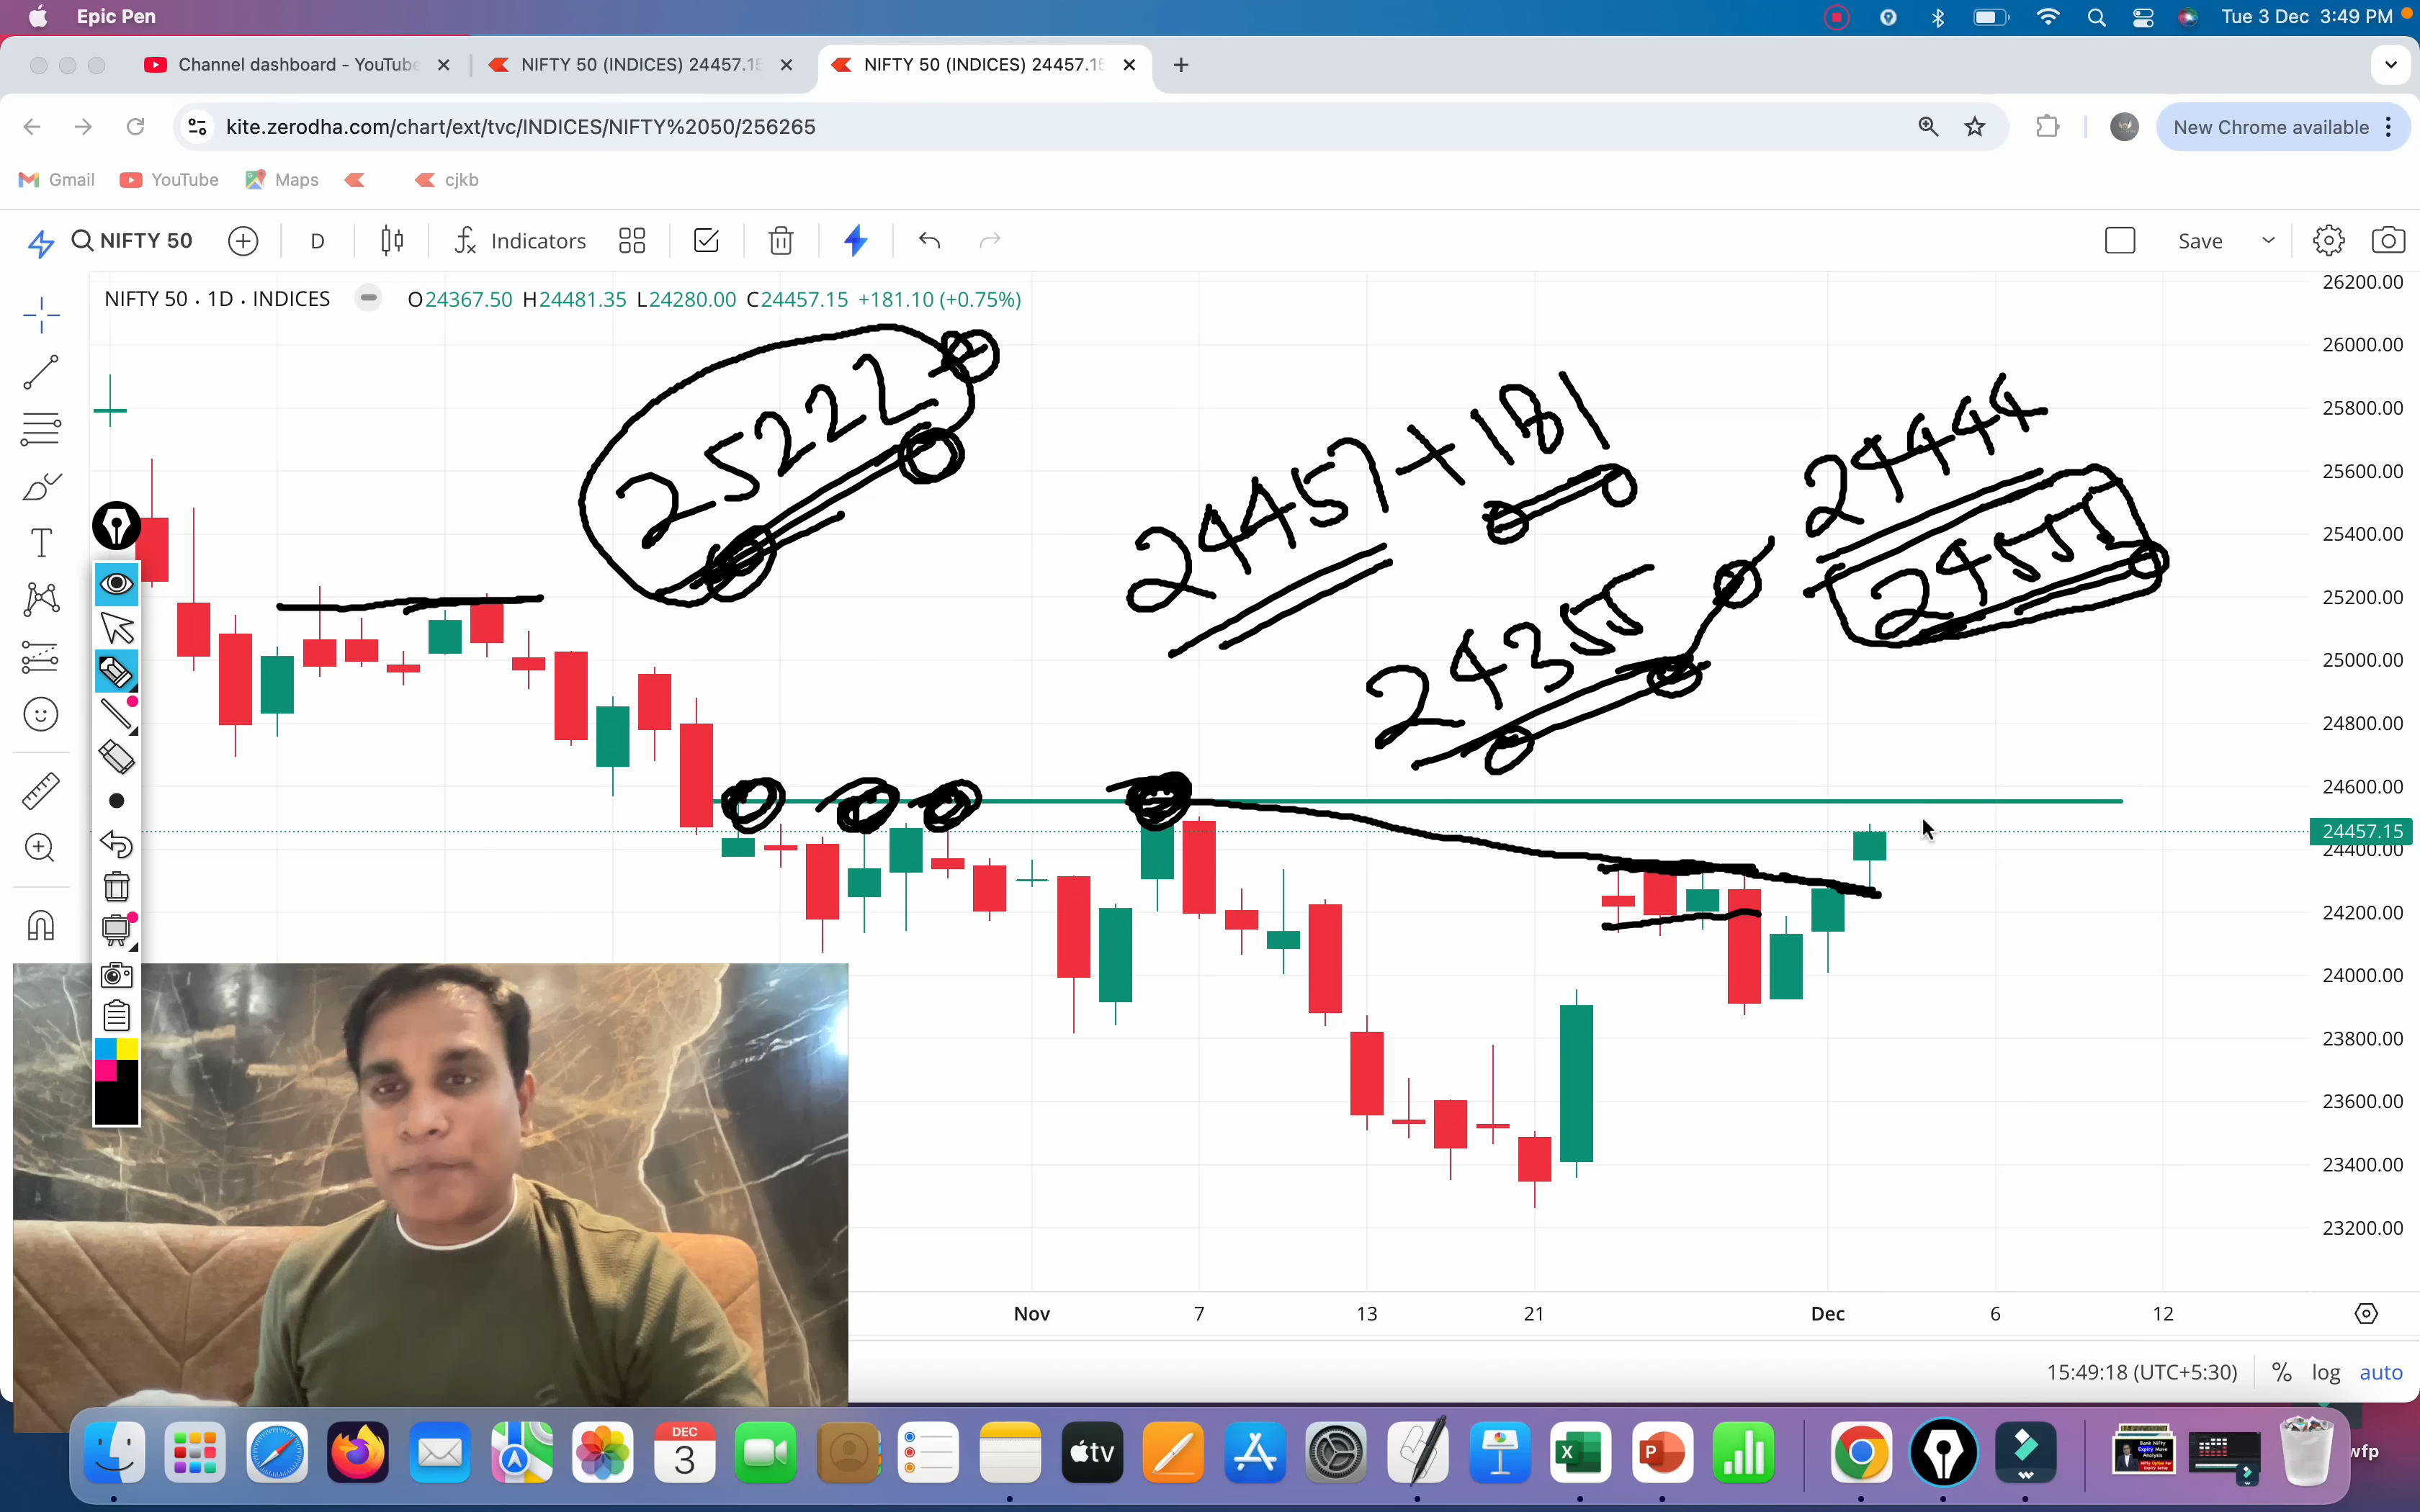 Epic Pen
Tue 3 Dec 3:49 PM
Channel dashboard - YouTube
NIFTY 50 (INDICES) 24457.15
NIFTY 50 (INDICES) 24457.15
kite.zerodha.com/chart/ext/tvc/INDICES/NIFTY%2050/256265
New Chrome available
Gmail
YouTube
Maps
cjkb
NIFTY 50
D
Indicators
Save
NIFTY 50 · 1D · INDICES
O24367.50 H24481.35 L24280.00 C24457.15 +181.10 (+0.75%)
25222
24457+181
24444
24355
26200.00
26000.00
25800.00
25600.00
25400.00
25200.00
25000.00
24800.00
24600.00
24457.15
24400.00
24200.00
24000.00
23800.00
23600.00
23400.00
23200.00
Nov
7
13
21
Dec
6
12
15:49:18 (UTC+5:30)
%
log
auto
DEC
3
tv
X
P
Bank Nifty
wfp